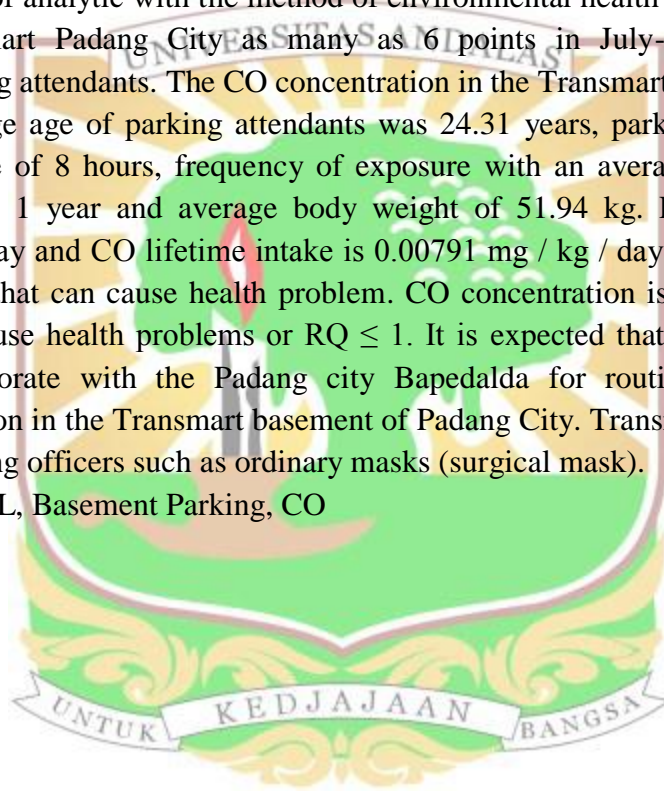 or analytic with the method of environmental health
mart Padang City as many as 6 points in July-
UNIVERSITAS ANDALAS
g attendants. The CO concentration in the Transmart
ge age of parking attendants was 24.31 years, park
e of 8 hours, frequency of exposure with an avera
1 year and average body weight of 51.94 kg.
ay and CO lifetime intake is 0.00791 mg / kg / day
hat can cause health problem. CO concentration is
use health problems or RQ ≤ 1. It is expected that
orate with the Padang city Bapedalda for routi
on in the Transmart basement of Padang City. Trans
ng officers such as ordinary masks (surgical mask).
L, Basement Parking, CO
UNTUK KEDJAJAAN BANGSA